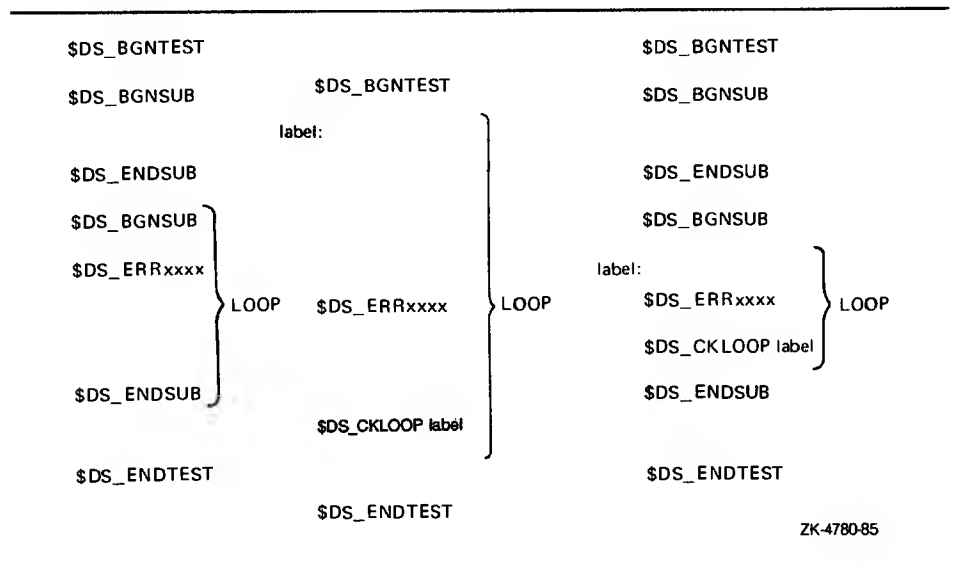 $DS_BGNTEST
$DS_BGNSUB
$DS_ENDSUB
$DS_BGNSUB
$DS_ERRxxxx
LOOP
$DS_ENDSUB
$DS_ENDTEST
$DS_BGNTEST
label:
$DS_ERRxxxx
LOOP
$DS_CKLOOP label
$DS_ENDTEST
$DS_BGNTEST
$DS_BGNSUB
$DS_ENDSUB
$DS_BGNSUB
label:
$DS_ERRxxxx
LOOP
$DS_CKLOOP label
$DS_ENDSUB
$DS_ENDTEST
ZK-4780-85